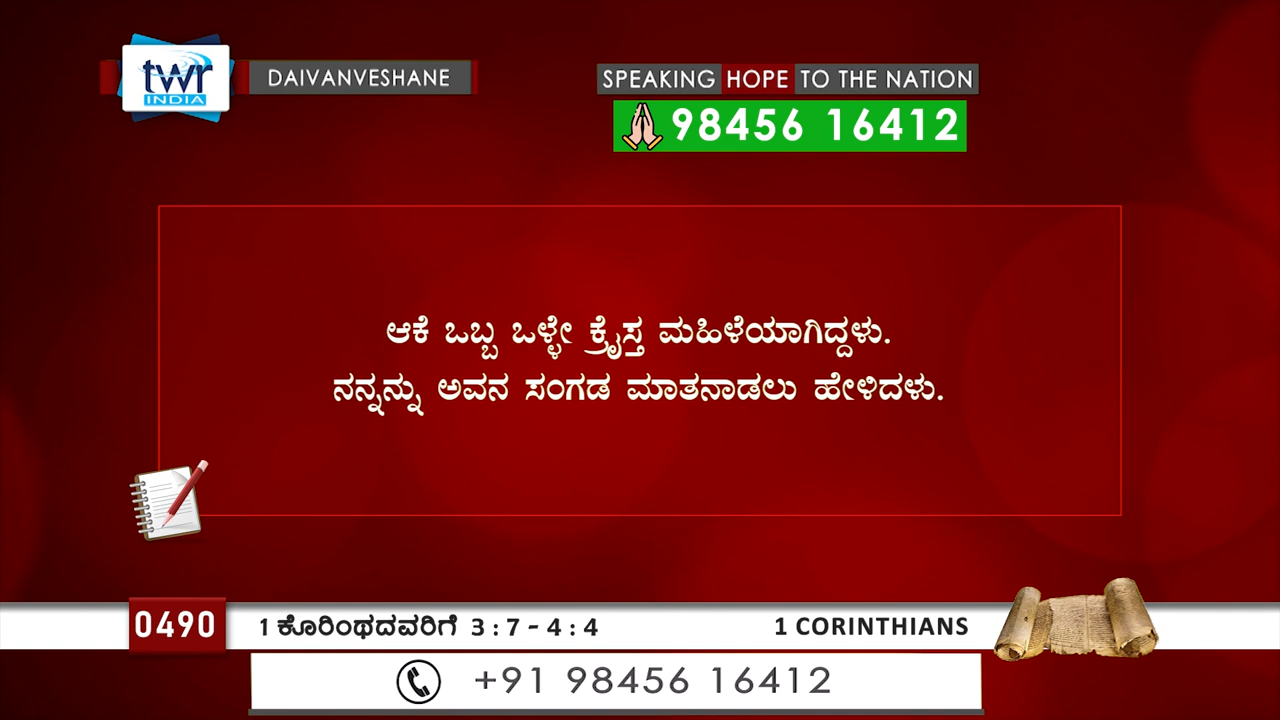 twr
INDIA
DAIVANVESHANE
SPEAKING HOPE TO THE NATION
98456 16412
ಆಕೆ ಒಬ್ಬ ಒಳ್ಳೇ ಕ್ರೈಸ್ತ ಮಹಿಳೆಯಾಗಿದ್ದಳು.
ನನ್ನನ್ನು ಅವನ ಸಂಗಡ ಮಾತನಾಡಲು ಹೇಳಿದಳು.
0490 1 ಕೊರಿಂಥದವರಿಗೆ 3 : 7 - 4 : 4 1 CORINTHIANS
+91 98456 16412